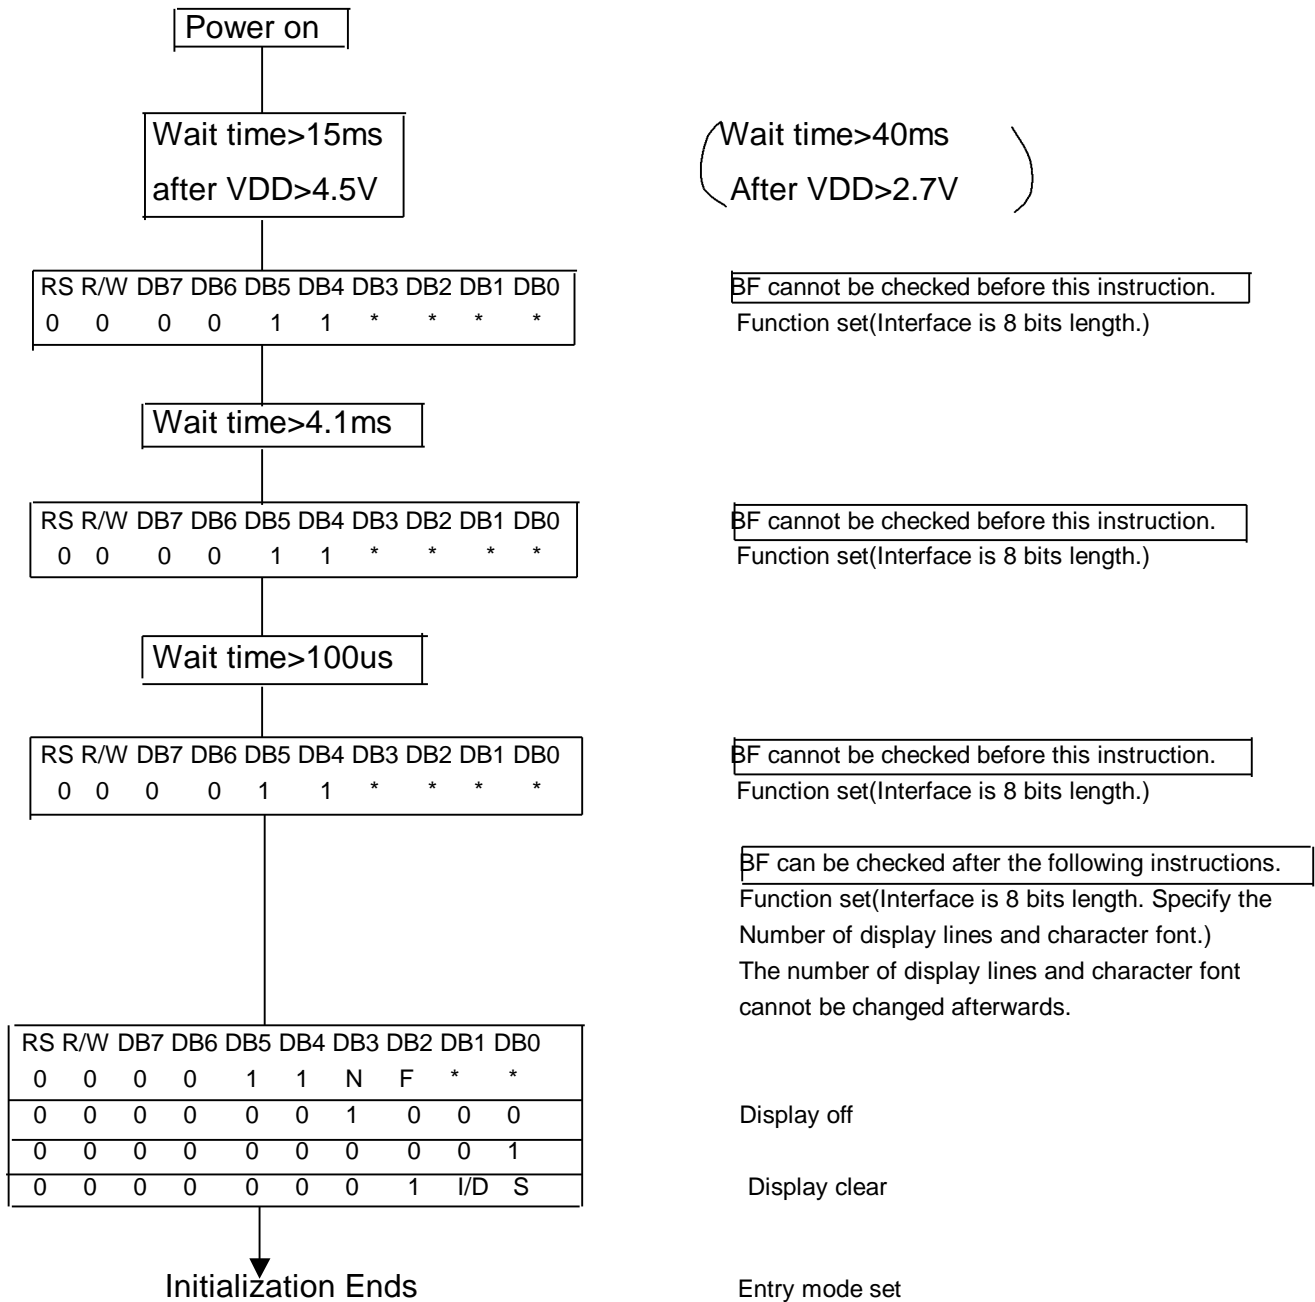 Power on
Wait time>15ms
after VDD>4.5V
Wait time>40ms
After VDD>2.7V
RS R/W DB7 DB6 DB5 DB4 DB3 DB2 DB1 DB0
0 0 0 0 1 1 * * * *
BF cannot be checked before this instruction.
Function set(Interface is 8 bits length.)
Wait time>4.1ms
RS R/W DB7 DB6 DB5 DB4 DB3 DB2 DB1 DB0
0 0 0 0 1 1 * * * *
BF cannot be checked before this instruction.
Function set(Interface is 8 bits length.)
Wait time>100us
RS R/W DB7 DB6 DB5 DB4 DB3 DB2 DB1 DB0
0 0 0 0 1 1 * * * *
BF cannot be checked before this instruction.
Function set(Interface is 8 bits length.)
BF can be checked after the following instructions.
Function set(Interface is 8 bits length. Specify the
Number of display lines and character font.)
The number of display lines and character font
cannot be changed afterwards.
RS R/W DB7 DB6 DB5 DB4 DB3 DB2 DB1 DB0
0 0 0 0 1 1 N F * *
0 0 0 0 0 0 1 0 0 0
Display off
0 0 0 0 0 0 0 0 0 1
0 0 0 0 0 0 0 1 I/D S
Display clear
Initialization Ends
Entry mode set